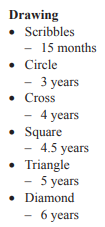 Drawing
• Scribbles
– 15 months
• Circle
– 3 years
• Cross
– 4 years
• Square
– 4.5 years
• Triangle
– 5 years
• Diamond
– 6 years